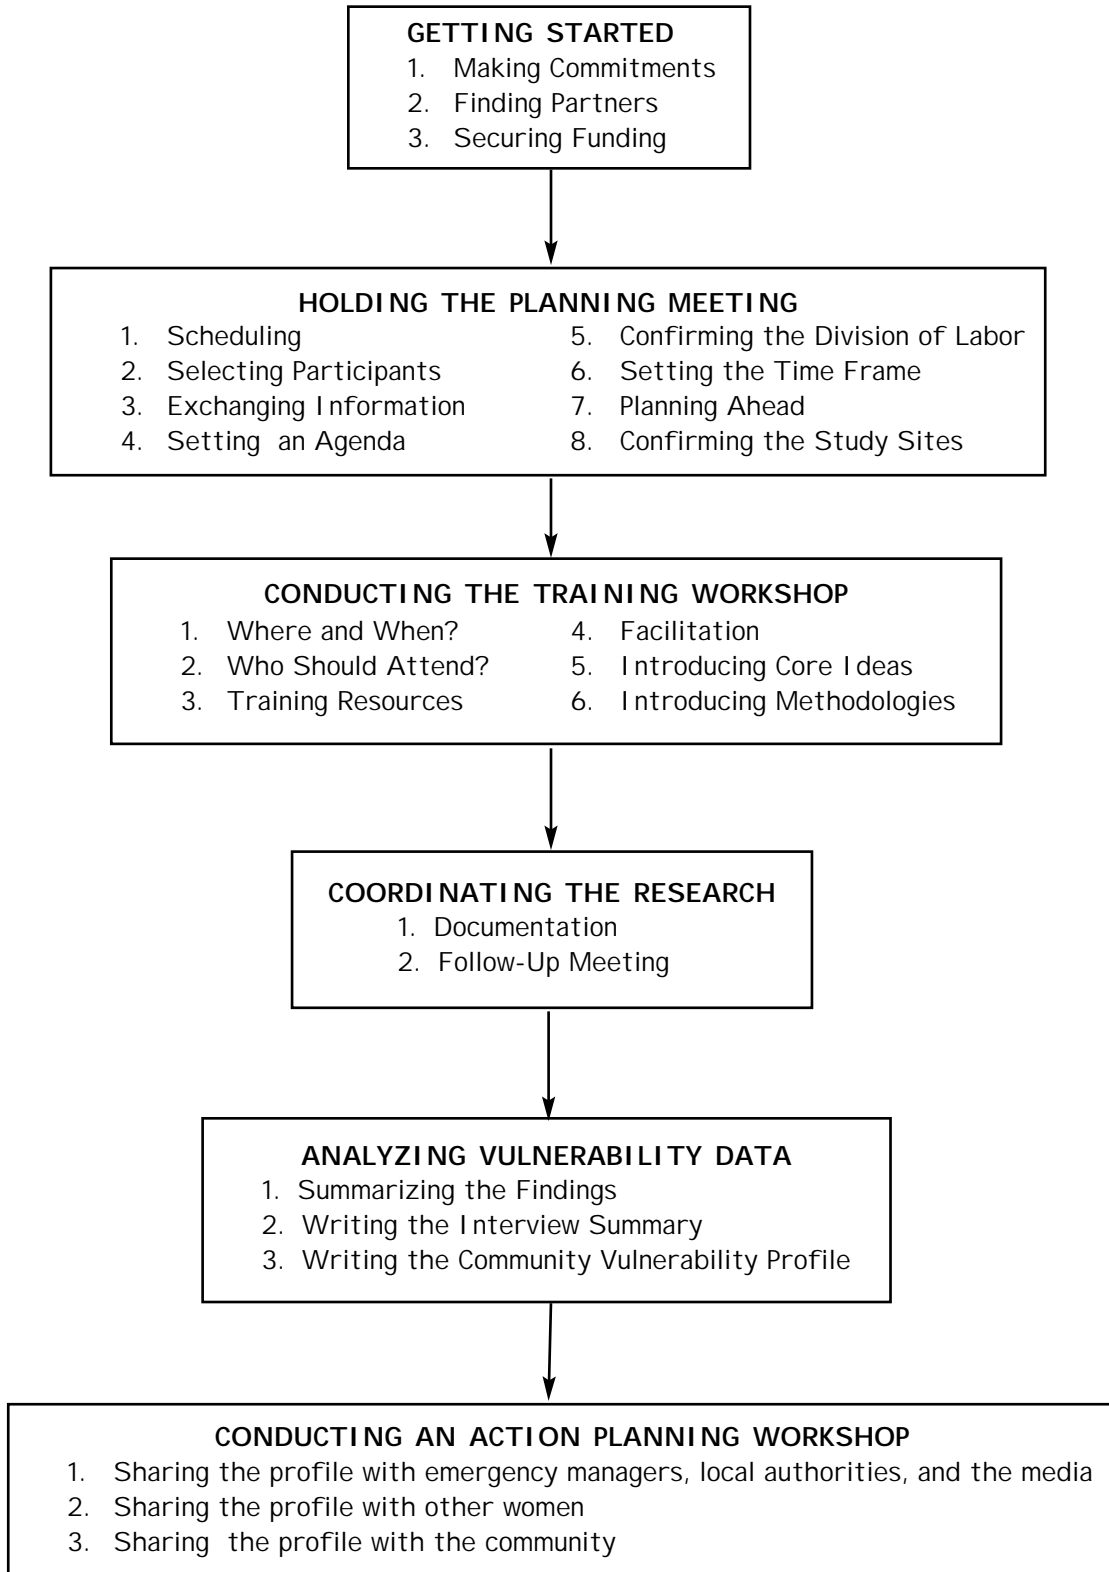 GETTING STARTED
1. Making Commitments
2. Finding Partners
3. Securing Funding
HOLDING THE PLANNING MEETING
1. Scheduling
2. Selecting Participants
3. Exchanging Information
4. Setting an Agenda
5. Confirming the Division of Labor
6. Setting the Time Frame
7. Planning Ahead
8. Confirming the Study Sites
CONDUCTING THE TRAINING WORKSHOP
1. Where and When?
2. Who Should Attend?
3. Training Resources
4. Facilitation
5. Introducing Core Ideas
6. Introducing Methodologies
COORDINATING THE RESEARCH
1. Documentation
2. Follow-Up Meeting
ANALYZING VULNERABILITY DATA
1. Summarizing the Findings
2. Writing the Interview Summary
3. Writing the Community Vulnerability Profile
CONDUCTING AN ACTION PLANNING WORKSHOP
1. Sharing the profile with emergency managers, local authorities, and the media
2. Sharing the profile with other women
3. Sharing the profile with the community